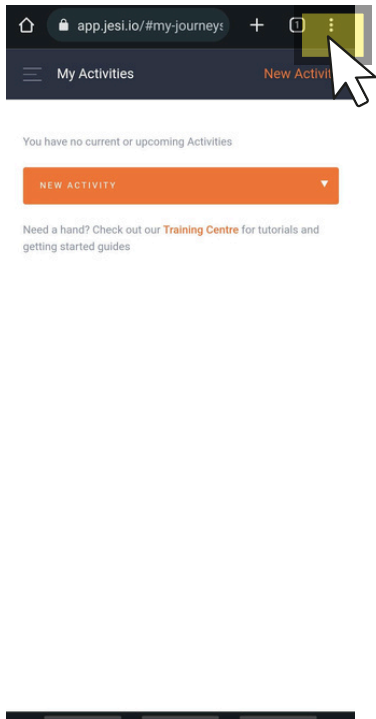 app.jesi.io/#my-journeys
1
My Activities
New Activit
You have no current or upcoming Activities
NEW ACTIVITY
Need a hand? Check out our Training Centre for tutorials and
getting started guides